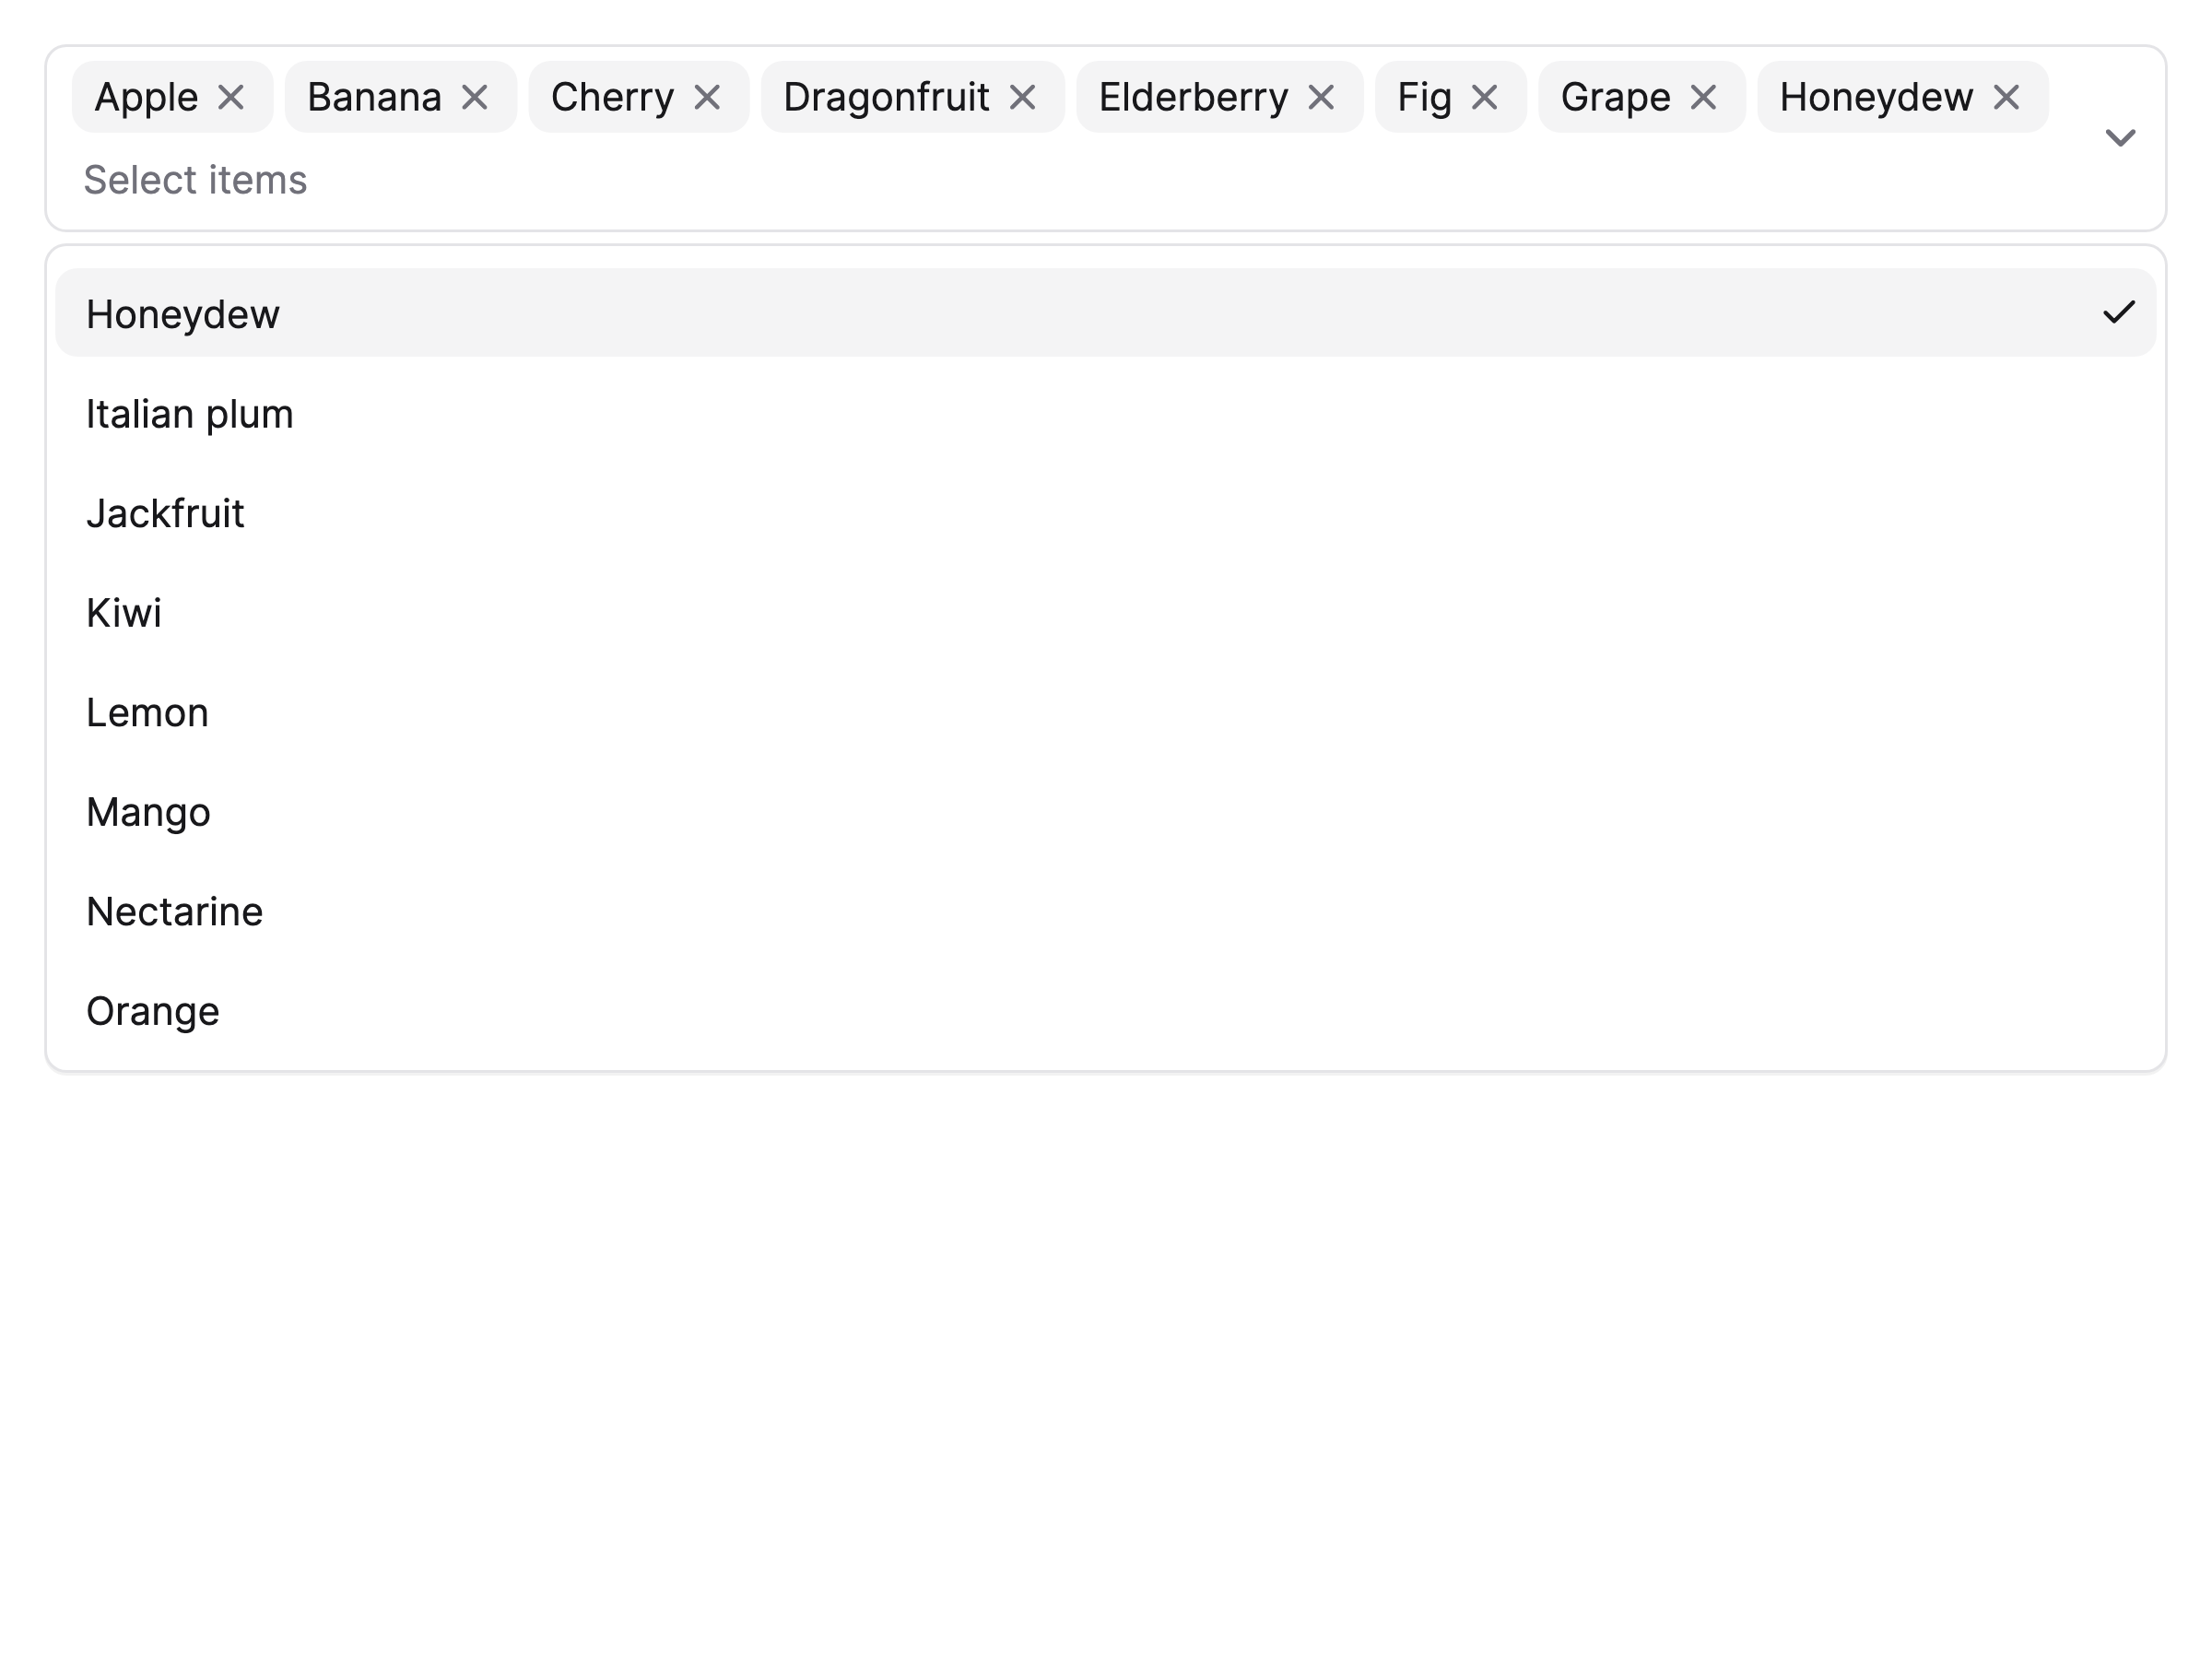 Apple Banana Cherry Dragonfruit Elderberry Fig Grape Honeydew
Select items
Honeydew
Italian plum
Jackfruit
Kiwi
Lemon
Mango
Nectarine
Orange